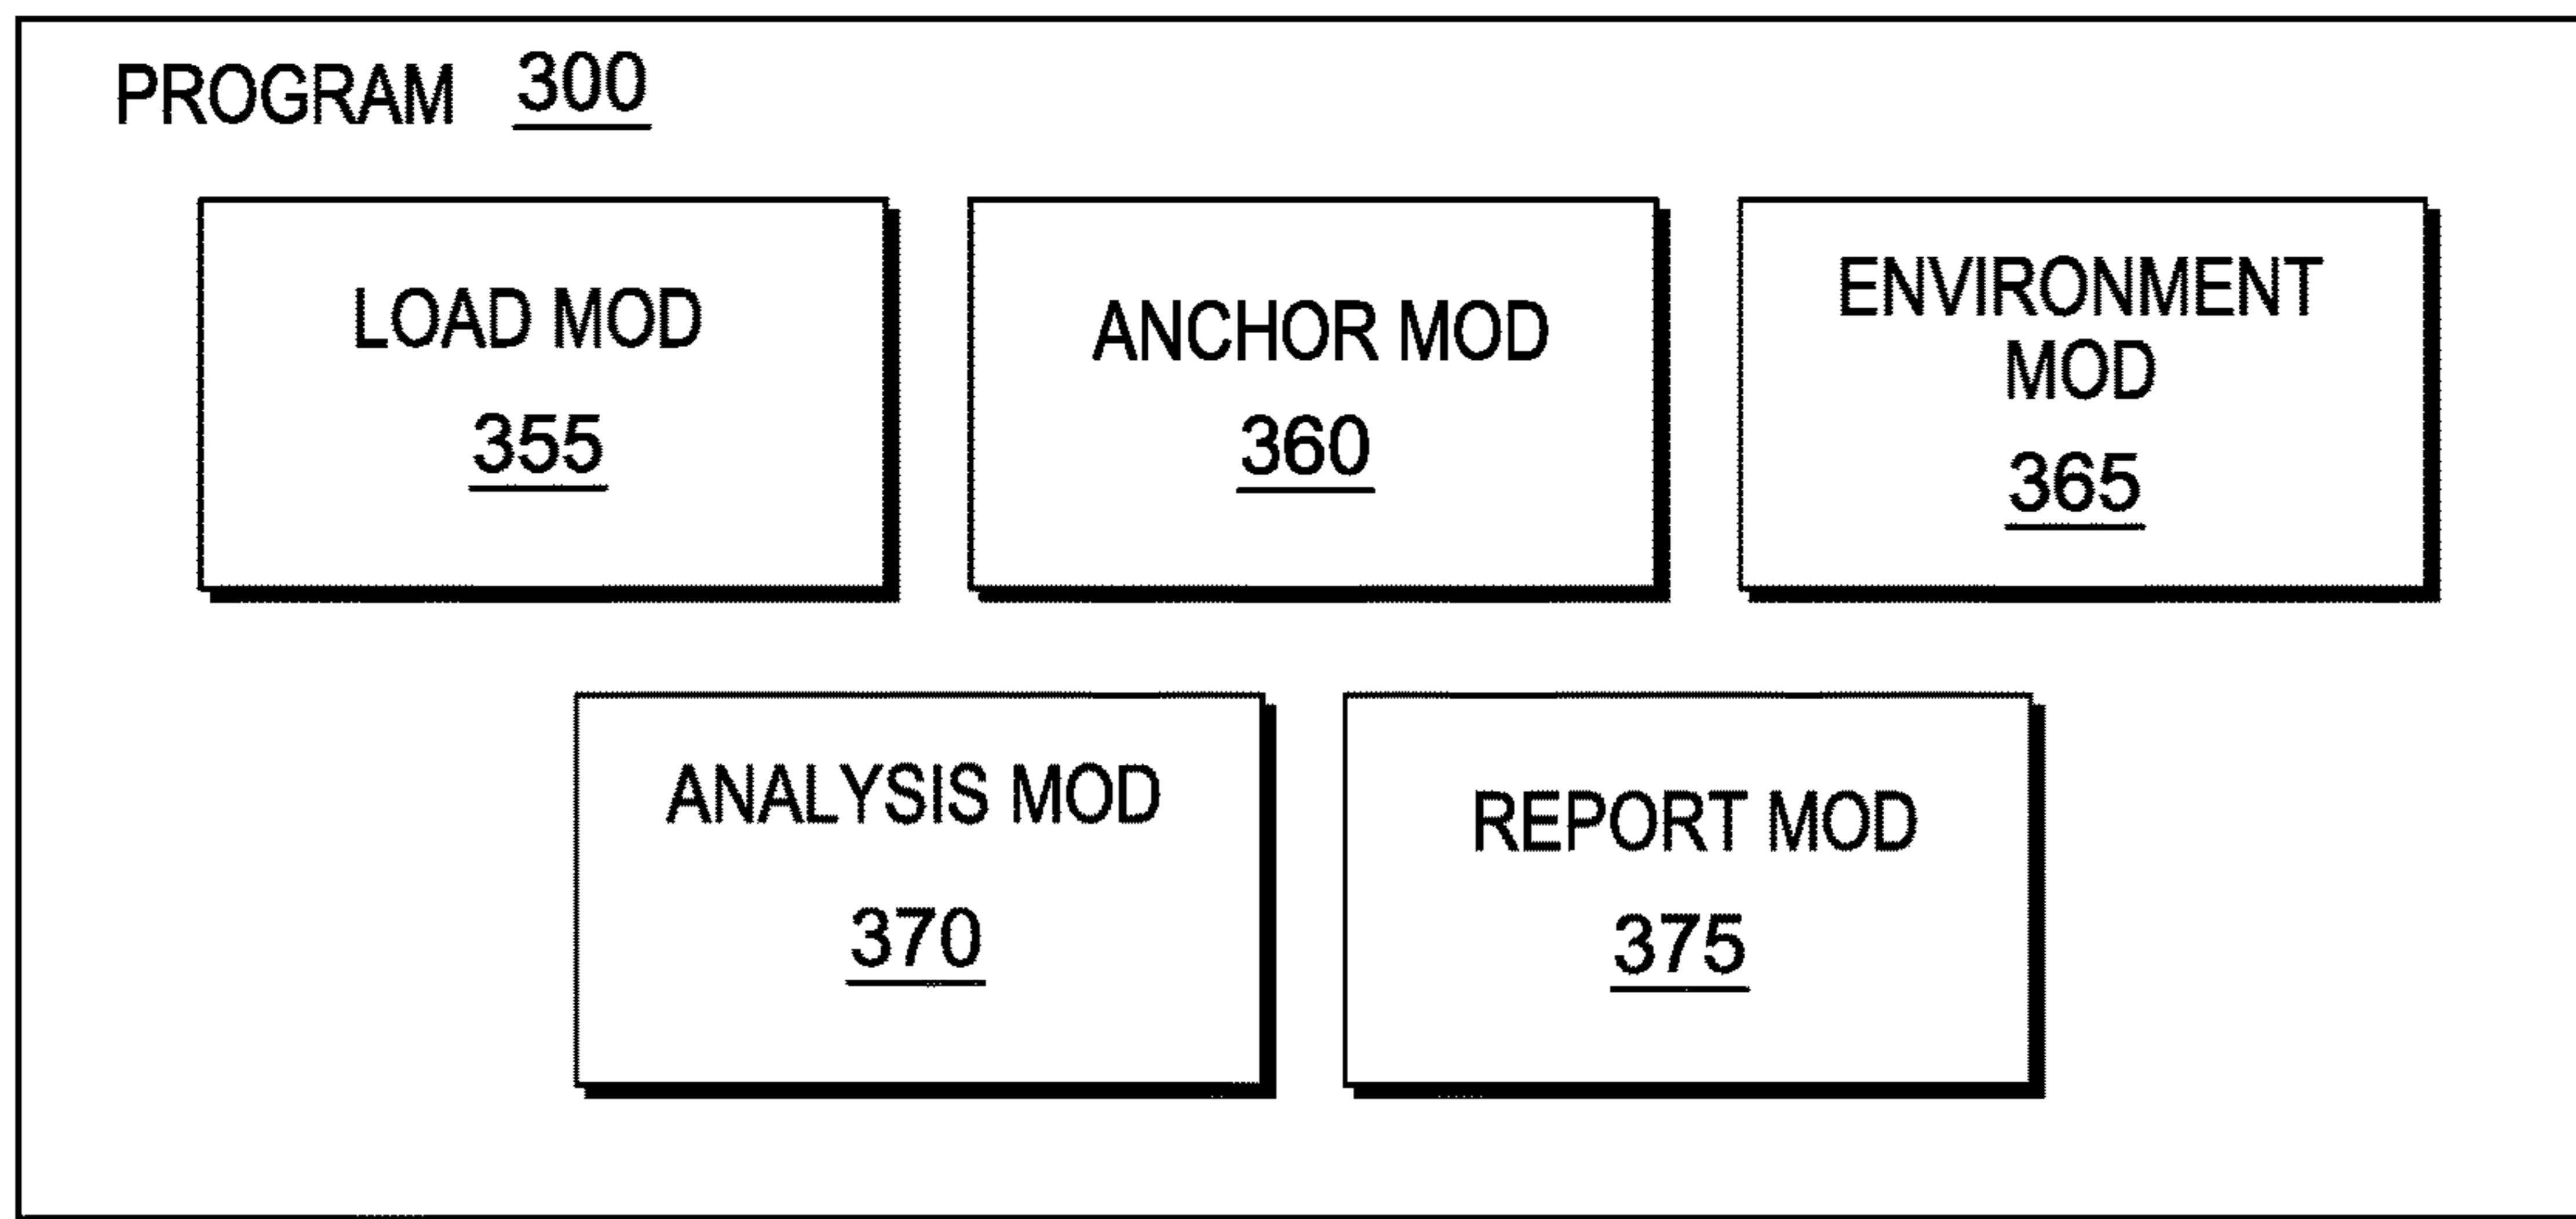 PROGRAM 300
LOAD MOD
355
ANCHOR MOD
360
ENVIRONMENT
MOD
365
ANALYSIS MOD
370
REPORT MOD
375